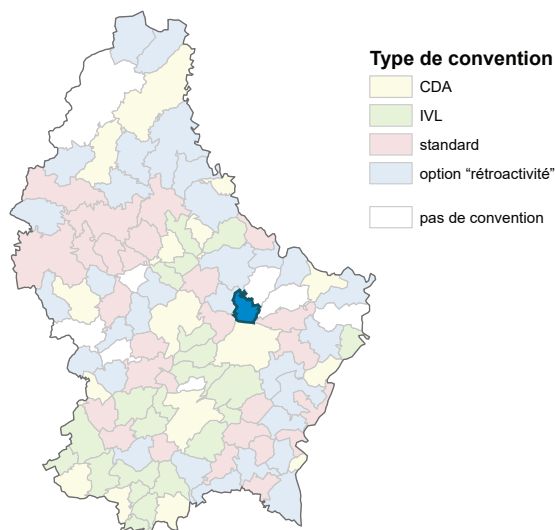 Type de convention
CDA
IVL
standard
option “rétroactivité”
pas de convention